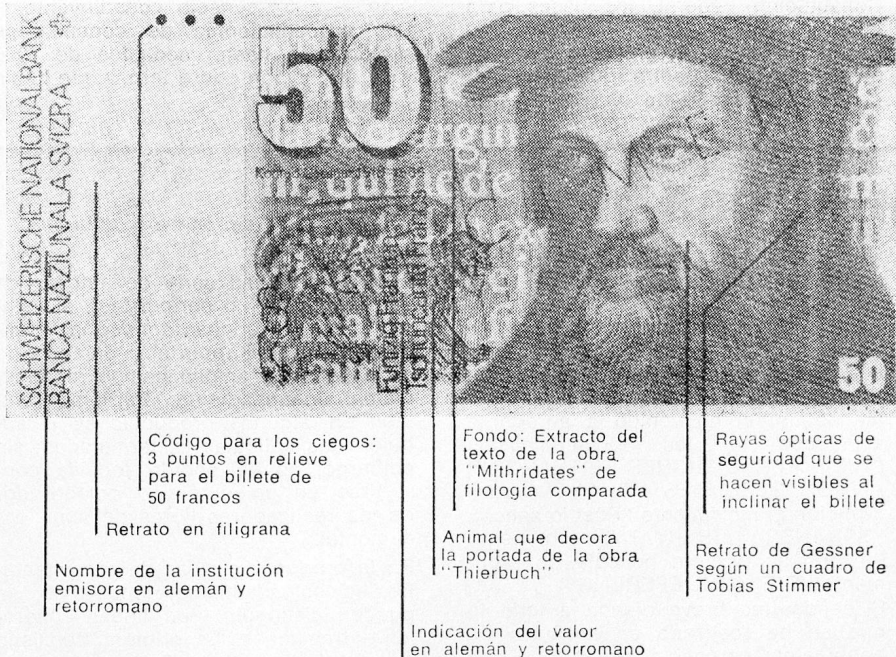 SCHWEIZERISCHE NATIONALBANK
BANCA NAZIUNALA SVIZRA
50
Fünfzig Franken
Tschuncanta Francs
50
Código para los ciegos:
3 puntos en relieve
para el billete de
50 francos
Retrato en filigrana
Nombre de la institución
emisora en alemán y
retorromano
Fondo: Extracto del
texto de la obra
"Mithridates" de
filología comparada
Animal que decora
la portada de la obra
"Thierbuch"
Indicación del valor
en alemán y retorromano
Rayas ópticas de
seguridad que se
hacen visibles al
inclinar el billete
Retrato de Gessner
según un cuadro de
Tobias Stimmer